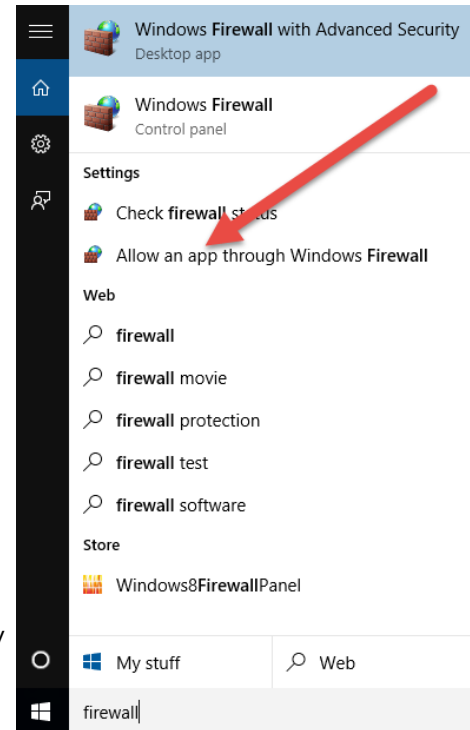 Windows Firewall with Advanced Security
Desktop app
Windows Firewall
Control panel
Settings
Check firewall status
Allow an app through Windows Firewall
Web
firewall
firewall movie
firewall protection
firewall test
firewall software
Store
Windows8FirewallPanel
My stuff
Web
firewall